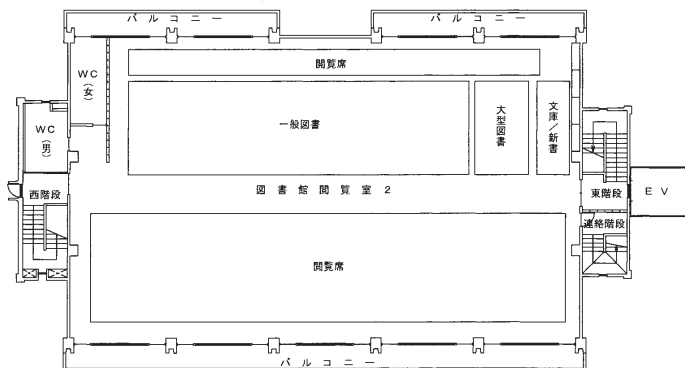 バルコニー
バルコニー
閲覧席
WC(女)
一般図書
大型図書
文庫/新書
WC(男)
西階段
図書館閲覧室2
東階段
EV
連絡階段
閲覧席
バルコニー